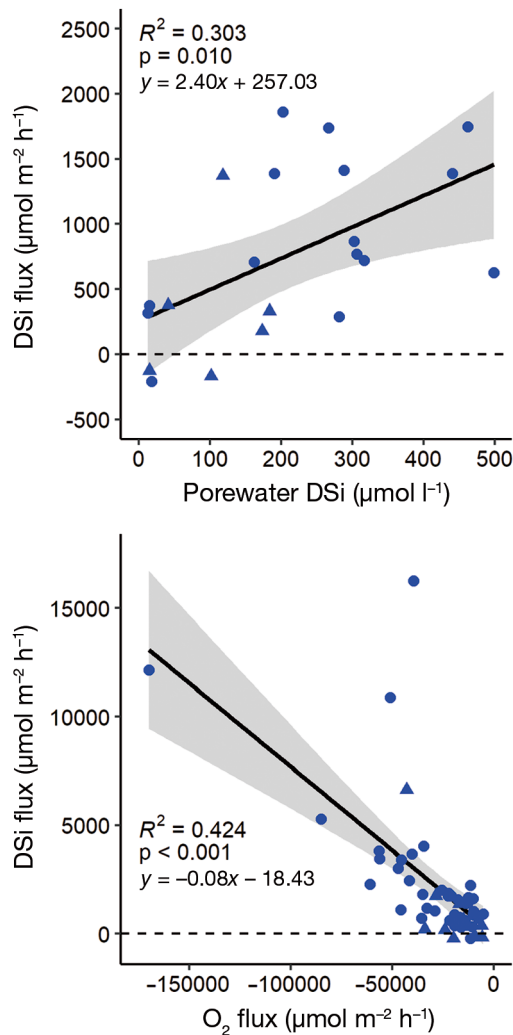 2500
R² = 0.303
p = 0.010
y = 2.40x + 257.03
2000
1500
1000
500
0
-500
DSi flux (µmol m⁻² h⁻¹)
0 100 200 300 400 500
Porewater DSi (µmol l⁻¹)
15000
10000
5000
R² = 0.424
p < 0.001
y = −0.08x − 18.43
0
DSi flux (µmol m⁻² h⁻¹)
−150000 −100000 −50000 0
O₂ flux (µmol m⁻² h⁻¹)